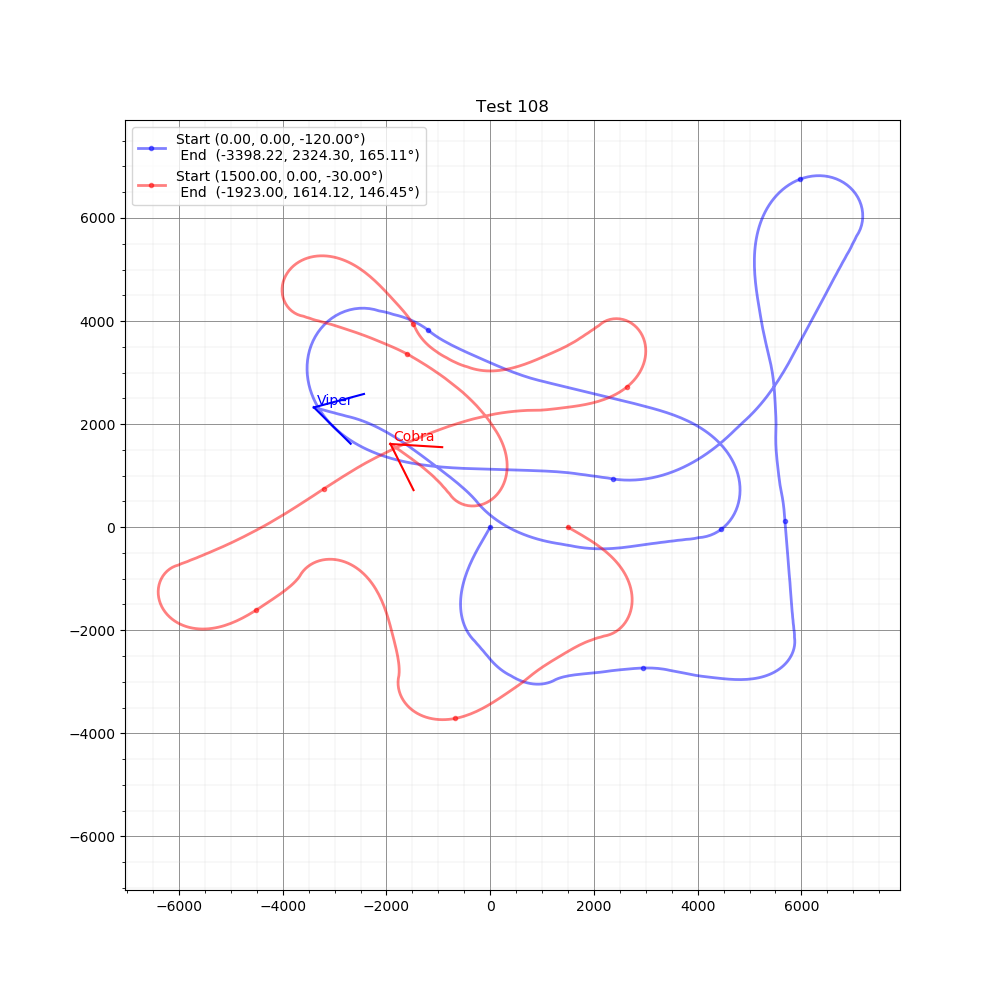 Test 108
Start (0.00, 0.00, -120.00°)
End  (-3398.22, 2324.30, 165.11°)
Start (1500.00, 0.00, -30.00°)
End  (-1923.00, 1614.12, 146.45°)
6000
4000
2000
0
−2000
−4000
−6000
Viper
Cobra
−6000 −4000 −2000 0 2000 4000 6000